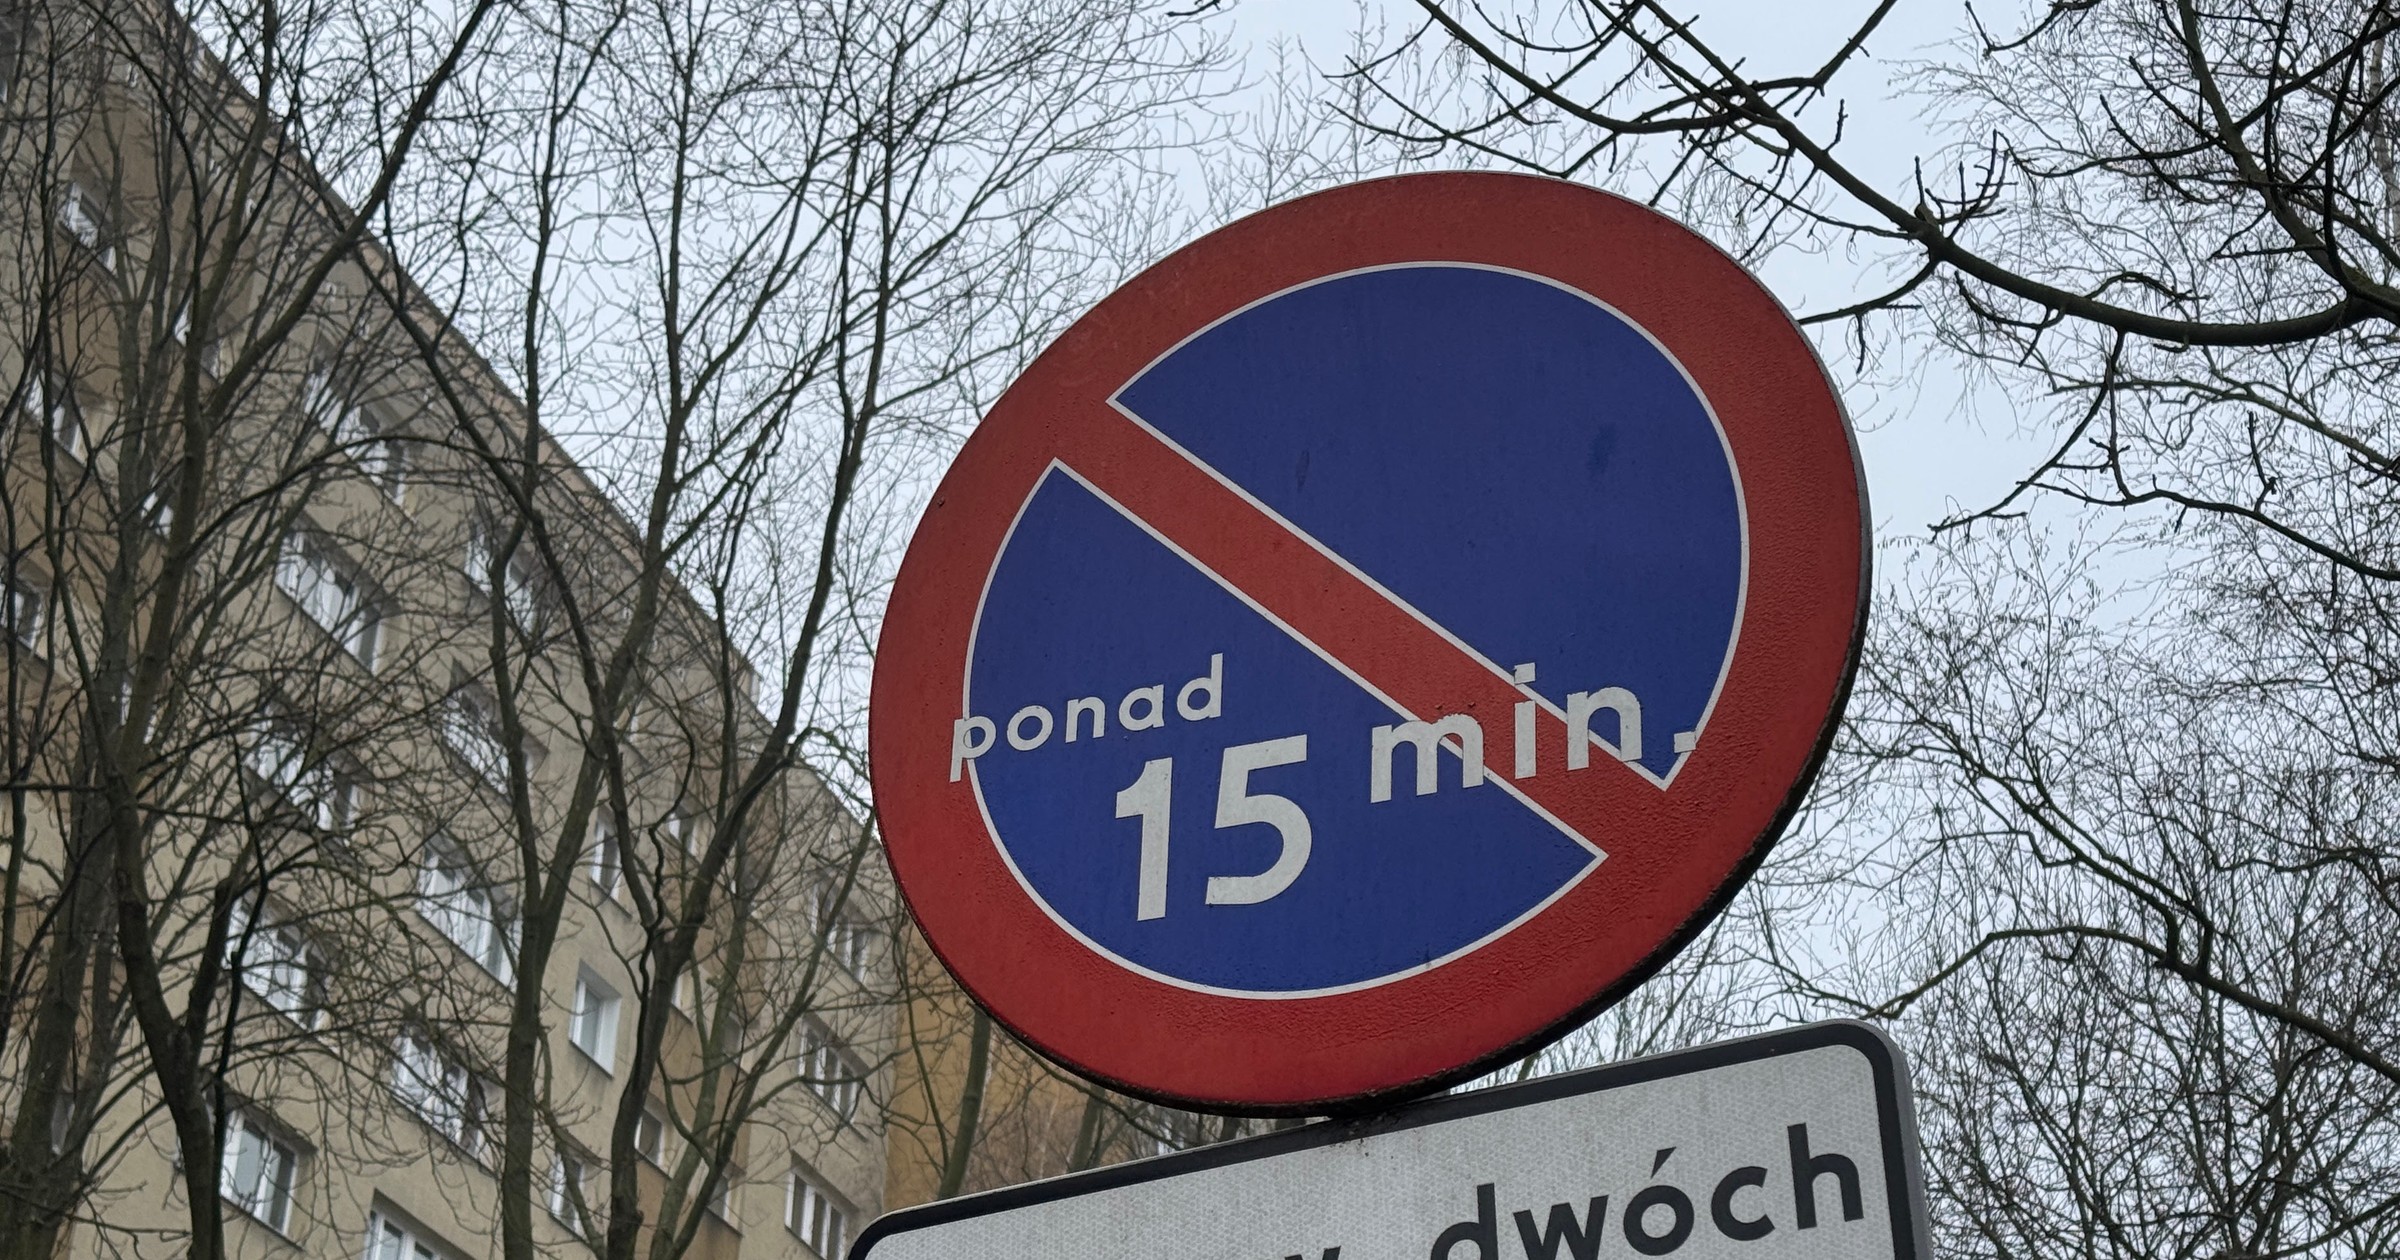 ponad
15 min.
dwóch